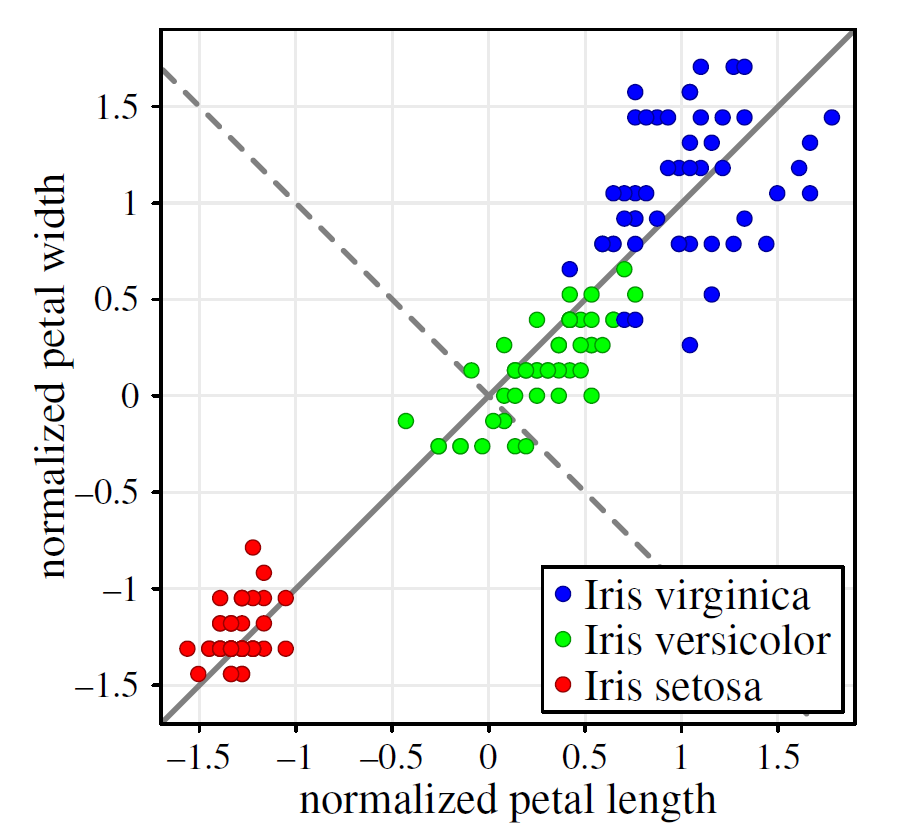 normalized petal width
1.5
1
0.5
0
–0.5
–1
–1.5
Iris virginica
Iris versicolor
Iris setosa
–1.5 –1 –0.5 0 0.5 1 1.5
normalized petal length